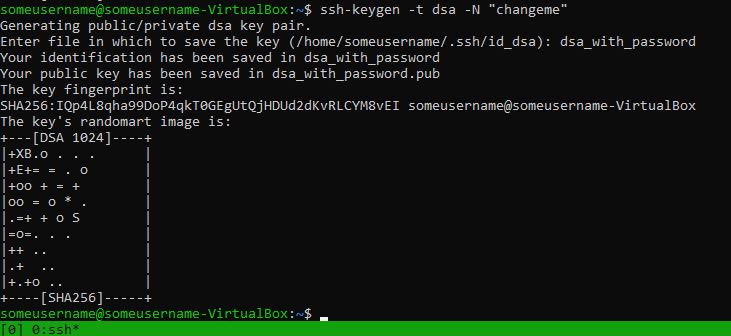 someusername@someusername-VirtualBox:~$ ssh-keygen -t dsa -N "changeme"
Generating public/private dsa key pair.
Enter file in which to save the key (/home/someusername/.ssh/id_dsa): dsa_with_password
Your identification has been saved in dsa_with_password
Your public key has been saved in dsa_with_password.pub
The key fingerprint is:
SHA256:IQp4L8qha99DoP4qkT0GEgUtQjHDUd2dKvRLCYM8vEI someusername@someusername-VirtualBox
The key's randomart image is:
+---[DSA 1024]----+
|+XB.o . . .      |
|+E+= = . o       |
|+oo + = +        |
|oo = o * .       |
|.=+ + o S        |
|=o=. . .         |
|++ ..            |
|.+  ..           |
|+.+o ..          |
+----[SHA256]-----+
someusername@someusername-VirtualBox:~$
[0] 0:ssh*